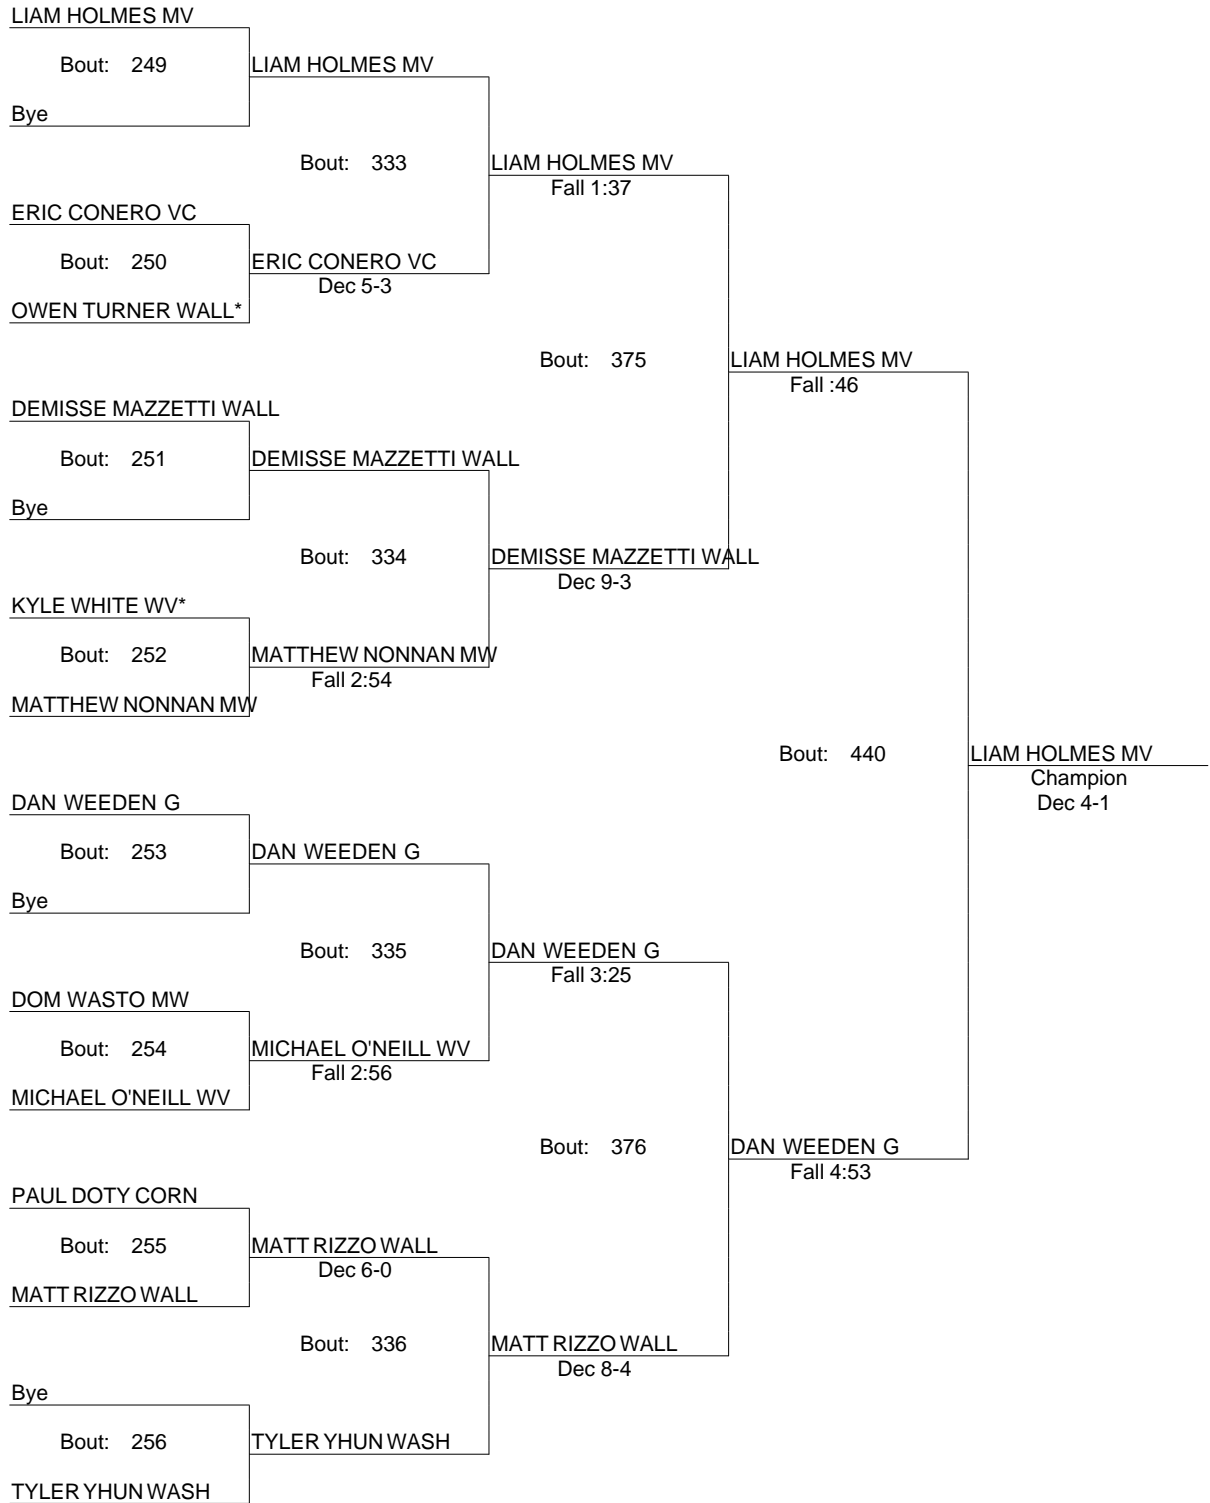 LIAM HOLMES MV
Bout: 249
LIAM HOLMES MV
Bye
Bout: 333
LIAM HOLMES MV
Fall 1:37
ERIC CONERO VC
Bout: 250
ERIC CONERO VC
Dec 5-3
OWEN TURNER WALL*
Bout: 375
LIAM HOLMES MV
Fall :46
DEMISSE MAZZETTI WALL
Bout: 251
DEMISSE MAZZETTI WALL
Bye
Bout: 334
DEMISSE MAZZETTI WALL
Dec 9-3
KYLE WHITE WV*
Bout: 252
MATTHEW NONNAN MW
Fall 2:54
MATTHEW NONNAN MW
Bout: 440
LIAM HOLMES MV
Champion
Dec 4-1
DAN WEEDEN G
Bout: 253
DAN WEEDEN G
Bye
Bout: 335
DAN WEEDEN G
Fall 3:25
DOM WASTO MW
Bout: 254
MICHAEL O'NEILL WV
Fall 2:56
MICHAEL O'NEILL WV
Bout: 376
DAN WEEDEN G
Fall 4:53
PAUL DOTY CORN
Bout: 255
MATT RIZZO WALL
Dec 6-0
MATT RIZZO WALL
Bout: 336
MATT RIZZO WALL
Dec 8-4
Bye
Bout: 256
TYLER YHUN WASH
TYLER YHUN WASH